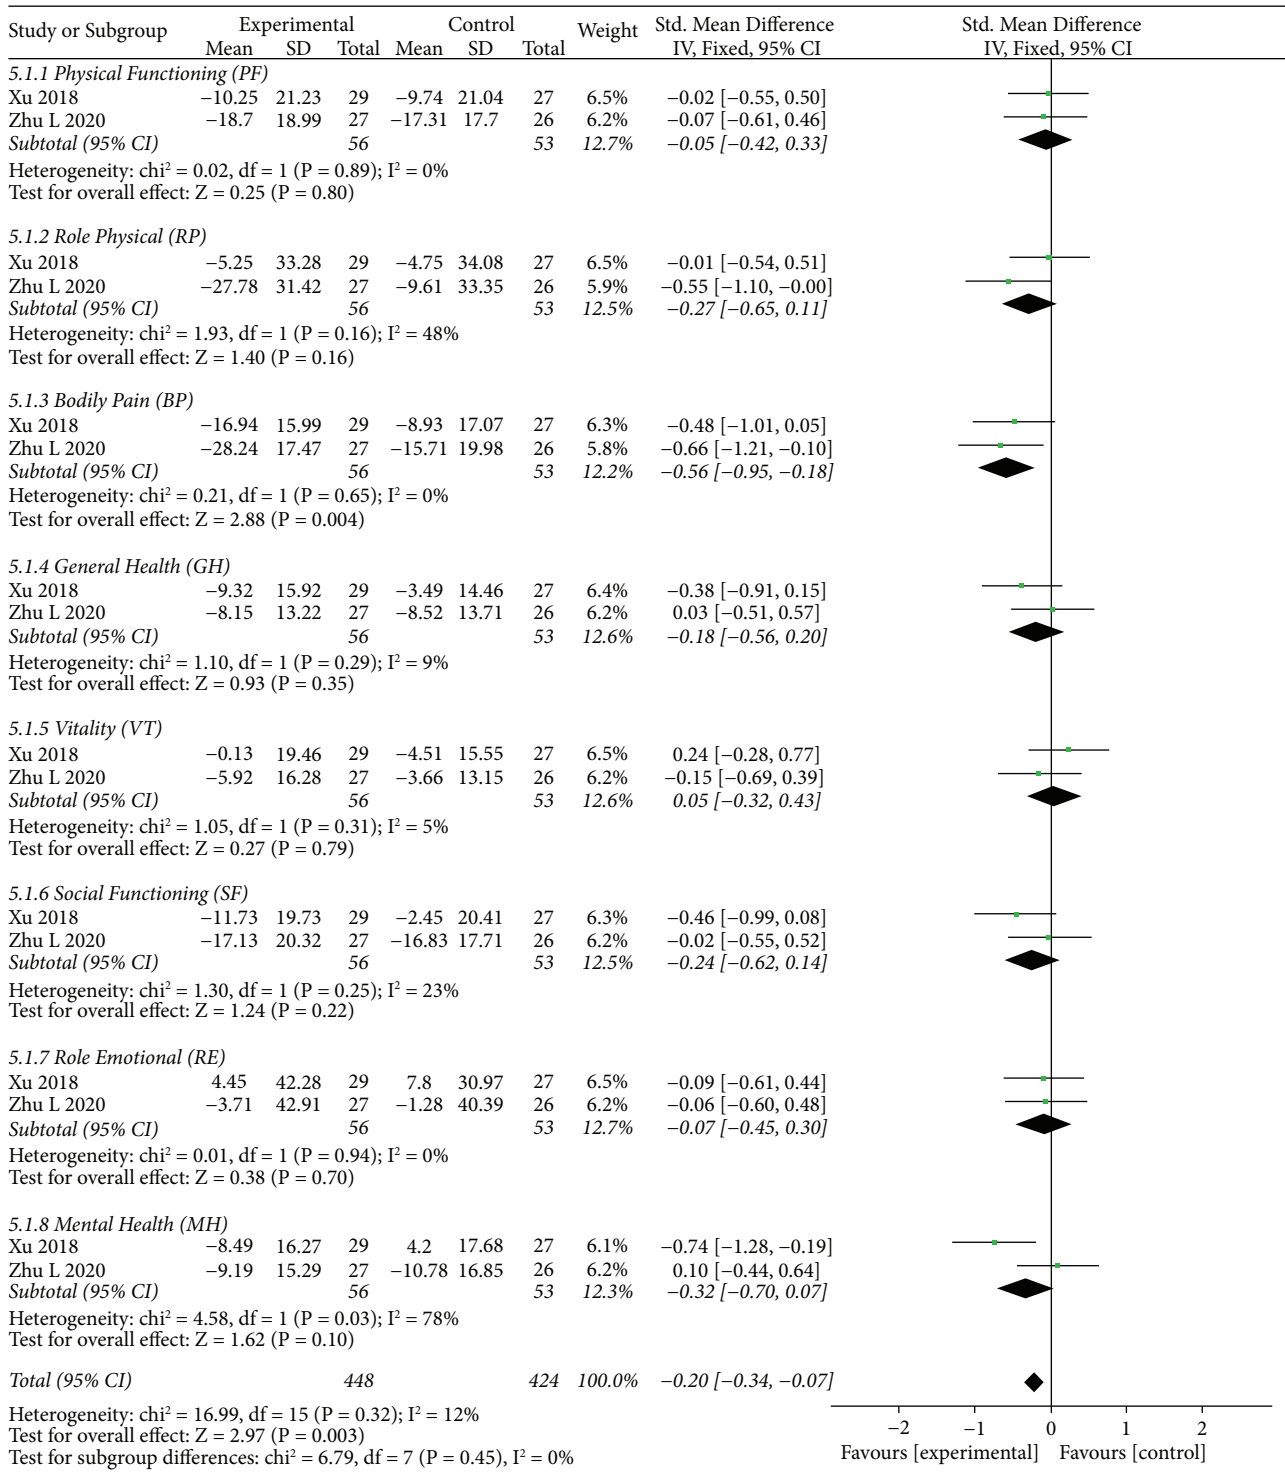 Study or Subgroup Experimental Control Weight Std. Mean Difference Std. Mean Difference
Mean SD Total Mean SD Total IV, Fixed, 95% CI IV, Fixed, 95% CI
5.1.1 Physical Functioning (PF)
Xu 2018 −10.25 21.23 29 −9.74 21.04 27 6.5% −0.02 [−0.55, 0.50]
Zhu L 2020 −18.7 18.99 27 −17.31 17.7 26 6.2% −0.07 [−0.61, 0.46]
Subtotal (95% CI) 56 53 12.7% −0.05 [−0.42, 0.33]
Heterogeneity: chi² = 0.02, df = 1 (P = 0.89); I² = 0%
Test for overall effect: Z = 0.25 (P = 0.80)
5.1.2 Role Physical (RP)
Xu 2018 −5.25 33.28 29 −4.75 34.08 27 6.5% −0.01 [−0.54, 0.51]
Zhu L 2020 −27.78 31.42 27 −9.61 33.35 26 5.9% −0.55 [−1.10, −0.00]
Subtotal (95% CI) 56 53 12.5% −0.27 [−0.65, 0.11]
Heterogeneity: chi² = 1.93, df = 1 (P = 0.16); I² = 48%
Test for overall effect: Z = 1.40 (P = 0.16)
5.1.3 Bodily Pain (BP)
Xu 2018 −16.94 15.99 29 −8.93 17.07 27 6.3% −0.48 [−1.01, 0.05]
Zhu L 2020 −28.24 17.47 27 −15.71 19.98 26 5.8% −0.66 [−1.21, −0.10]
Subtotal (95% CI) 56 53 12.2% −0.56 [−0.95, −0.18]
Heterogeneity: chi² = 0.21, df = 1 (P = 0.65); I² = 0%
Test for overall effect: Z = 2.88 (P = 0.004)
5.1.4 General Health (GH)
Xu 2018 −9.32 15.92 29 −3.49 14.46 27 6.4% −0.38 [−0.91, 0.15]
Zhu L 2020 −8.15 13.22 27 −8.52 13.71 26 6.2% 0.03 [−0.51, 0.57]
Subtotal (95% CI) 56 53 12.6% −0.18 [−0.56, 0.20]
Heterogeneity: chi² = 1.10, df = 1 (P = 0.29); I² = 9%
Test for overall effect: Z = 0.93 (P = 0.35)
5.1.5 Vitality (VT)
Xu 2018 −0.13 19.46 29 −4.51 15.55 27 6.5% 0.24 [−0.28, 0.77]
Zhu L 2020 −5.92 16.28 27 −3.66 13.15 26 6.2% −0.15 [−0.69, 0.39]
Subtotal (95% CI) 56 53 12.6% 0.05 [−0.32, 0.43]
Heterogeneity: chi² = 1.05, df = 1 (P = 0.31); I² = 5%
Test for overall effect: Z = 0.27 (P = 0.79)
5.1.6 Social Functioning (SF)
Xu 2018 −11.73 19.73 29 −2.45 20.41 27 6.3% −0.46 [−0.99, 0.08]
Zhu L 2020 −17.13 20.32 27 −16.83 17.71 26 6.2% −0.02 [−0.55, 0.52]
Subtotal (95% CI) 56 53 12.5% −0.24 [−0.62, 0.14]
Heterogeneity: chi² = 1.30, df = 1 (P = 0.25); I² = 23%
Test for overall effect: Z = 1.24 (P = 0.22)
5.1.7 Role Emotional (RE)
Xu 2018 4.45 42.28 29 7.8 30.97 27 6.5% −0.09 [−0.61, 0.44]
Zhu L 2020 −3.71 42.91 27 −1.28 40.39 26 6.2% −0.06 [−0.60, 0.48]
Subtotal (95% CI) 56 53 12.7% −0.07 [−0.45, 0.30]
Heterogeneity: chi² = 0.01, df = 1 (P = 0.94); I² = 0%
Test for overall effect: Z = 0.38 (P = 0.70)
5.1.8 Mental Health (MH)
Xu 2018 −8.49 16.27 29 4.2 17.68 27 6.1% −0.74 [−1.28, −0.19]
Zhu L 2020 −9.19 15.29 27 −10.78 16.85 26 6.2% 0.10 [−0.44, 0.64]
Subtotal (95% CI) 56 53 12.3% −0.32 [−0.70, 0.07]
Heterogeneity: chi² = 4.58, df = 1 (P = 0.03); I² = 78%
Test for overall effect: Z = 1.62 (P = 0.10)
Total (95% CI) 448 424 100.0% −0.20 [−0.34, −0.07]
Heterogeneity: chi² = 16.99, df = 15 (P = 0.32); I² = 12%
Test for overall effect: Z = 2.97 (P = 0.003)
Test for subgroup differences: chi² = 6.79, df = 7 (P = 0.45), I² = 0%
−2 −1 0 1 2
Favours [experimental] Favours [control]